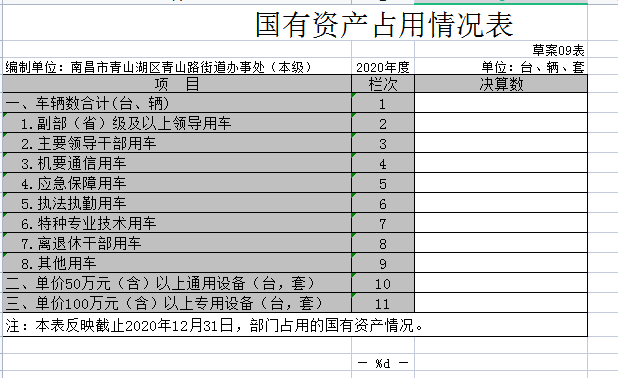 国有资产占用情况表
草案09表
编制单位：南昌市青山湖区青山路街道办事处（本级） 2020年度 单位：台、辆、套
项 目 栏次 决算数
一、车辆数合计(台、辆) 1
1.副部（省）级及以上领导用车 2
2.主要领导干部用车 3
3.机要通信用车 4
4.应急保障用车 5
5.执法执勤用车 6
6.特种专业技术用车 7
7.离退休干部用车 8
8.其他用车 9
二、单价50万元（含）以上通用设备（台，套） 10
三、单价100万元（含）以上专用设备（台，套） 11
注：本表反映截止2020年12月31日，部门占用的国有资产情况。
— %d —